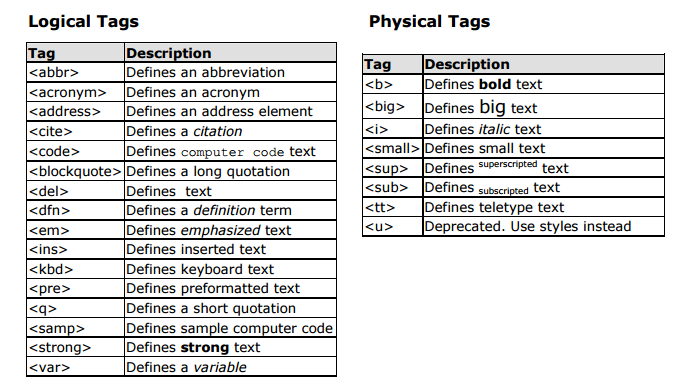 Logical Tags
Tag Description
<abbr> Defines an abbreviation
<acronym> Defines an acronym
<address> Defines an address element
<cite> Defines a citation
<code> Defines computer code text
<blockquote> Defines a long quotation
<del> Defines  text
<dfn> Defines a definition term
<em> Defines emphasized text
<ins> Defines inserted text
<kbd> Defines keyboard text
<pre> Defines preformatted text
<q> Defines a short quotation
<samp> Defines sample computer code
<strong> Defines strong text
<var> Defines a variable
Physical Tags
Tag Description
<b> Defines bold text
<big> Defines big text
<i> Defines italic text
<small> Defines small text
<sup> Defines superscripted text
<sub> Defines subscripted text
<tt> Defines teletype text
<u> Deprecated. Use styles instead